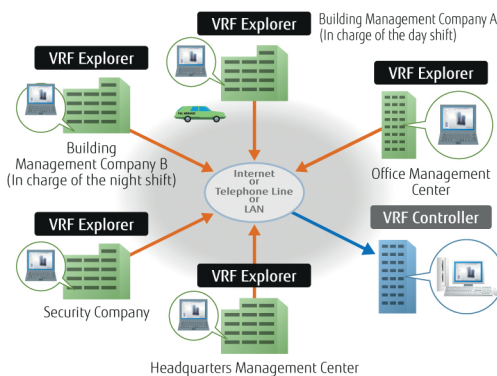 VRF Explorer
Building Management Company A
(In charge of the day shift)
VRF Explorer
Building
Management Company B
(In charge of the night shift)
VRF Explorer
Office Management
Center
Internet
or
Telephone Line
or
LAN
VRF Explorer
Security Company
VRF Controller
VRF Explorer
Headquarters Management Center